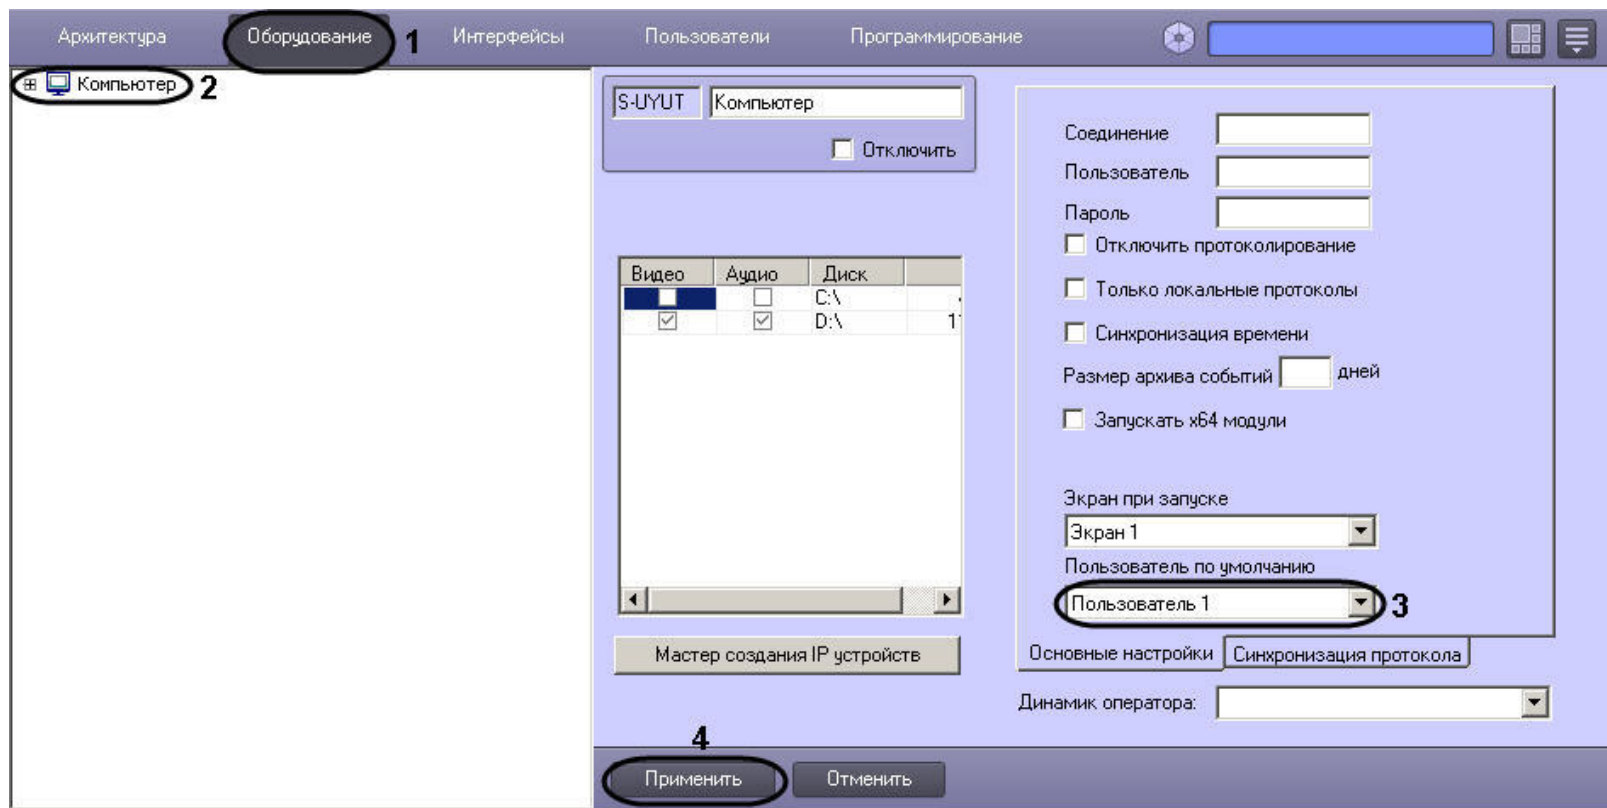 Архитектура Оборудование 1 Интерфейсы Пользователи Программирование
Компьютер 2
S-UYUT Компьютер
Отключить
Соединение
Пользователь
Пароль
Отключить протоколирование
Только локальные протоколы
Синхронизация времени
Размер архива событий дней
Запускать x64 модули
Видео Аудио Диск
C:\
D:\ 1
Экран при запуске
Экран 1
Пользователь по умолчанию
Пользователь 1 3
Мастер создания IP устройств
Основные настройки Синхронизация протокола
Динамик оператора:
4
Применить Отменить